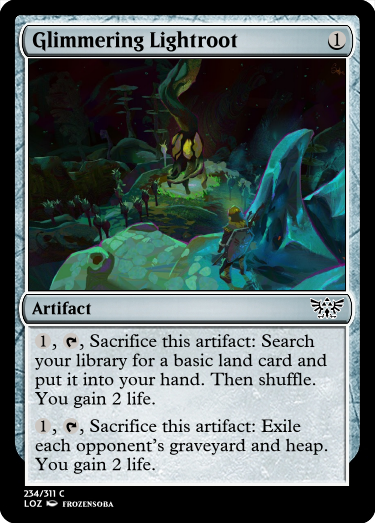 Glimmering Lightroot 1
Artifact
1, T, Sacrifice this artifact: Search
your library for a basic land card and
put it into your hand. Then shuffle.
You gain 2 life.
1, T, Sacrifice this artifact: Exile
each opponent's graveyard and heap.
You gain 2 life.
234/311 C
LOZ FROZENSOBA